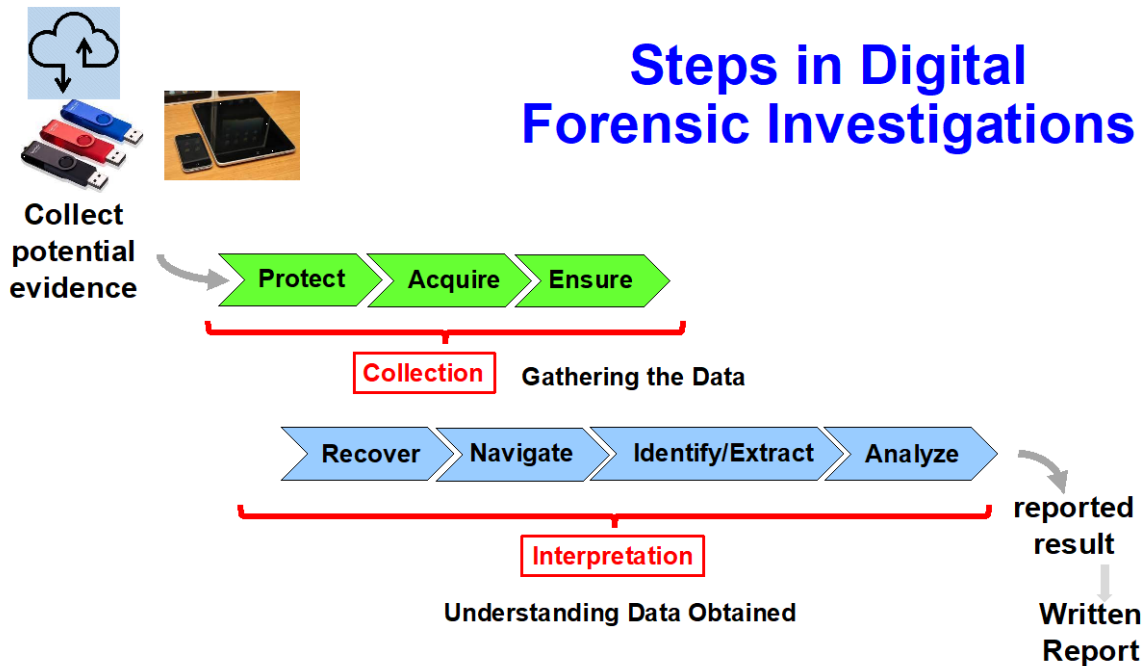 Steps in Digital
Forensic Investigations
Collect
potential
evidence
Protect
Acquire
Ensure
Collection
Gathering the Data
Recover
Navigate
Identify/Extract
Analyze
Interpretation
Understanding Data Obtained
reported
result
Written
Report